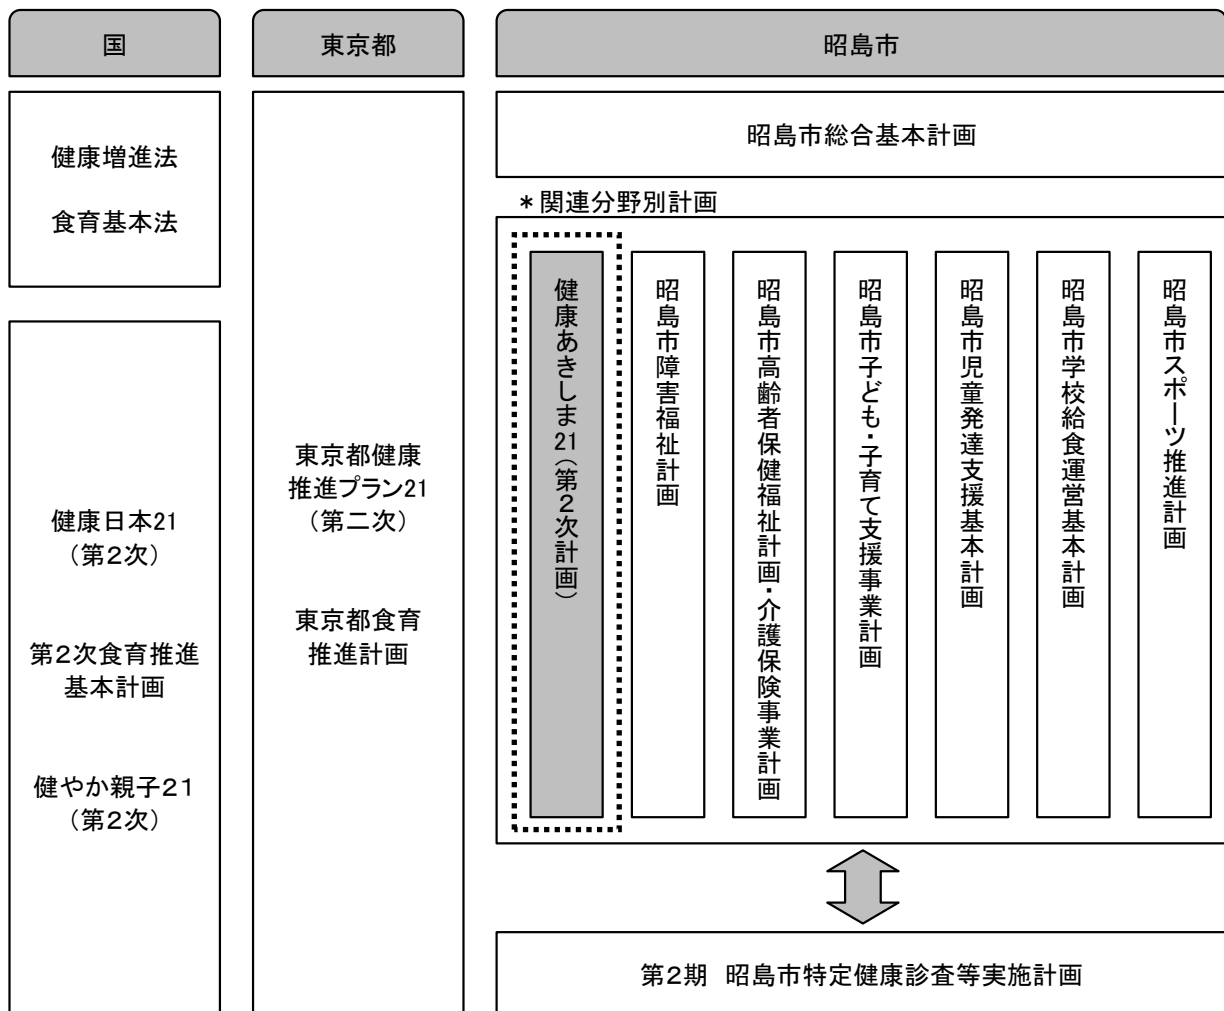 国
健康増進法
食育基本法
健康日本21
(第2次)
第2次食育推進
基本計画
健やか親子21
(第2次)
東京都
東京都健康
推進プラン21
(第二次)
東京都食育
推進計画
昭島市
昭島市総合基本計画
*関連分野別計画
健康あきしま21(第2次計画)
昭島市障害福祉計画
昭島市高齢者保健福祉計画・介護保険事業計画
昭島市子ども・子育て支援事業計画
昭島市児童発達支援基本計画
昭島市学校給食運営基本計画
昭島市スポーツ推進計画
第2期 昭島市特定健康診査等実施計画